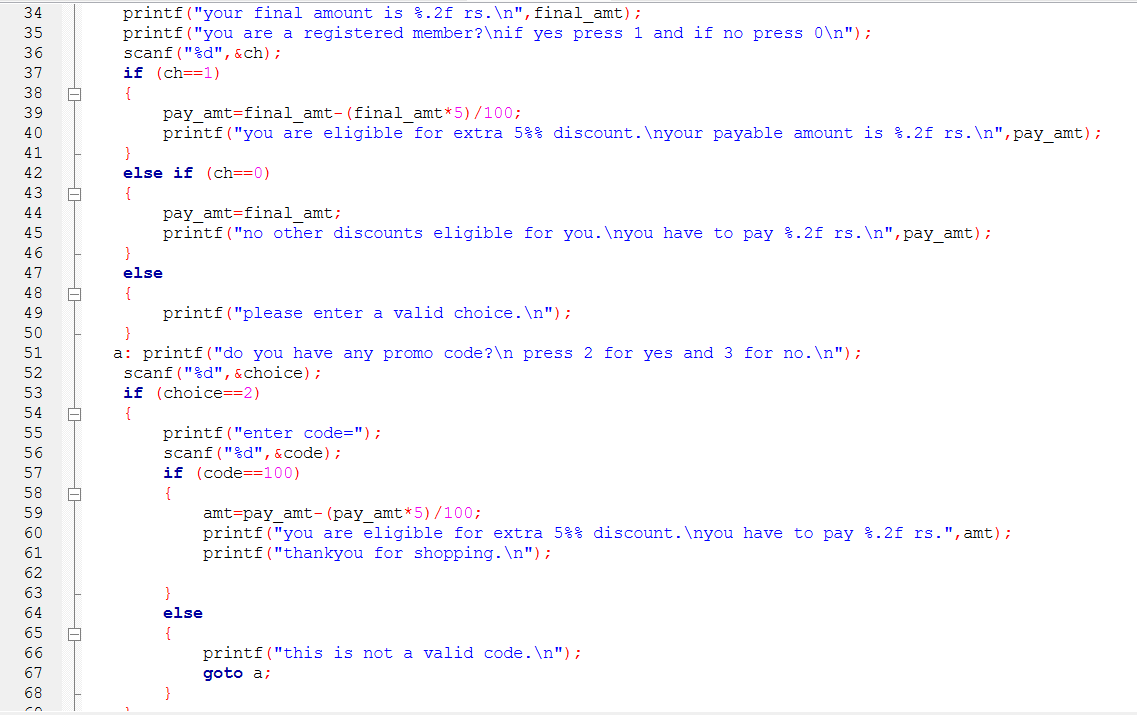 34 printf("your final amount is %.2f rs.\n",final_amt);
35 printf("you are a registered member?\nif yes press 1 and if no press 0\n");
36 scanf("%d",&ch);
37 if (ch==1)
38 {
39 pay_amt=final_amt-(final_amt*5)/100;
40 printf("you are eligible for extra 5%% discount.\nyour payable amount is %.2f rs.\n",pay_amt);
41 }
42 else if (ch==0)
43 {
44 pay_amt=final_amt;
45 printf("no other discounts eligible for you.\nyou have to pay %.2f rs.\n",pay_amt);
46 }
47 else
48 {
49 printf("please enter a valid choice.\n");
50 }
51 a: printf("do you have any promo code?\n press 2 for yes and 3 for no.\n");
52 scanf("%d",&choice);
53 if (choice==2)
54 {
55 printf("enter code=");
56 scanf("%d",&code);
57 if (code==100)
58 {
59 amt=pay_amt-(pay_amt*5)/100;
60 printf("you are eligible for extra 5%% discount.\nyou have to pay %.2f rs.",amt);
61 printf("thankyou for shopping.\n");
62
63 }
64 else
65 {
66 printf("this is not a valid code.\n");
67 goto a;
68 }